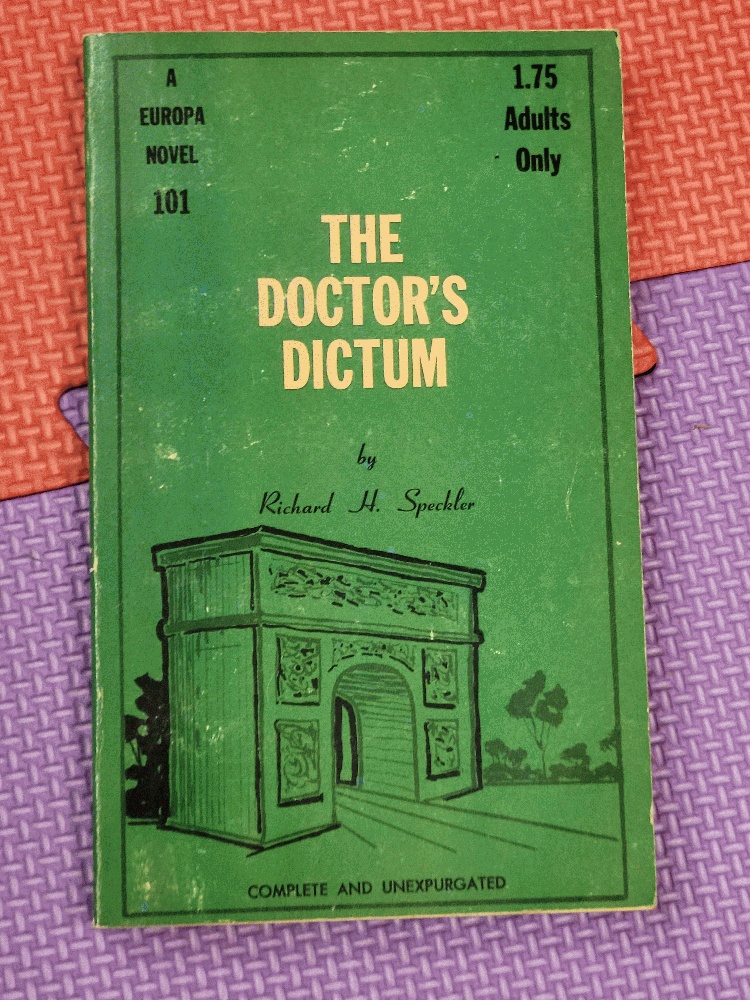 A
EUROPA
NOVEL
101
1.75
Adults
Only
THE
DOCTOR'S
DICTUM
by
Richard H. Speckler
COMPLETE AND UNEXPURGATED